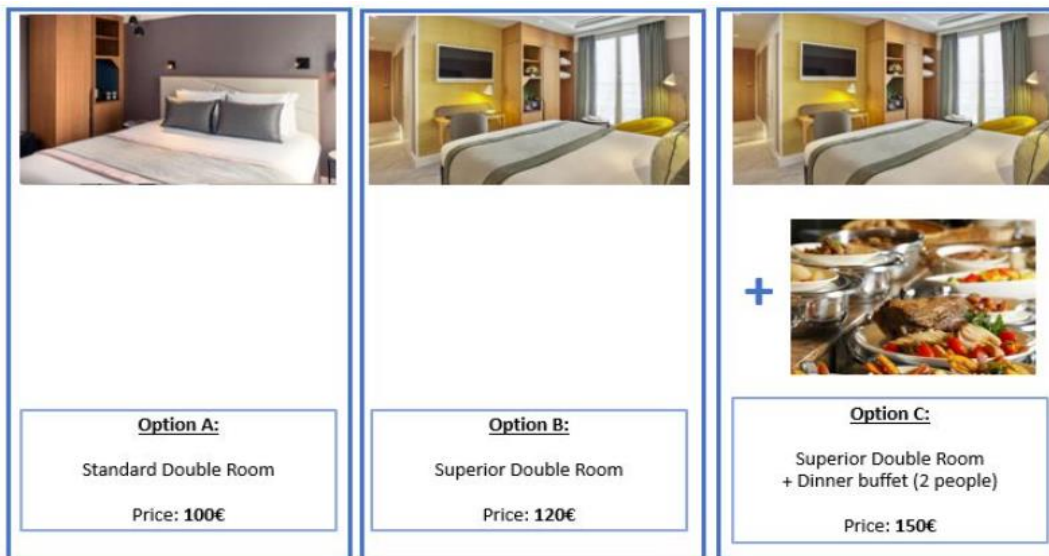 Option A:
Standard Double Room
Price: 100€
Option B:
Superior Double Room
Price: 120€
+
Option C:
Superior Double Room
+ Dinner buffet (2 people)
Price: 150€